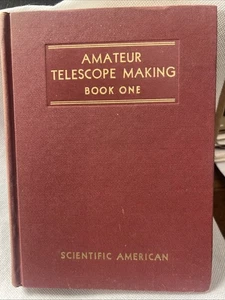 AMATEUR
TELESCOPE MAKING
BOOK ONE
SCIENTIFIC AMERICAN